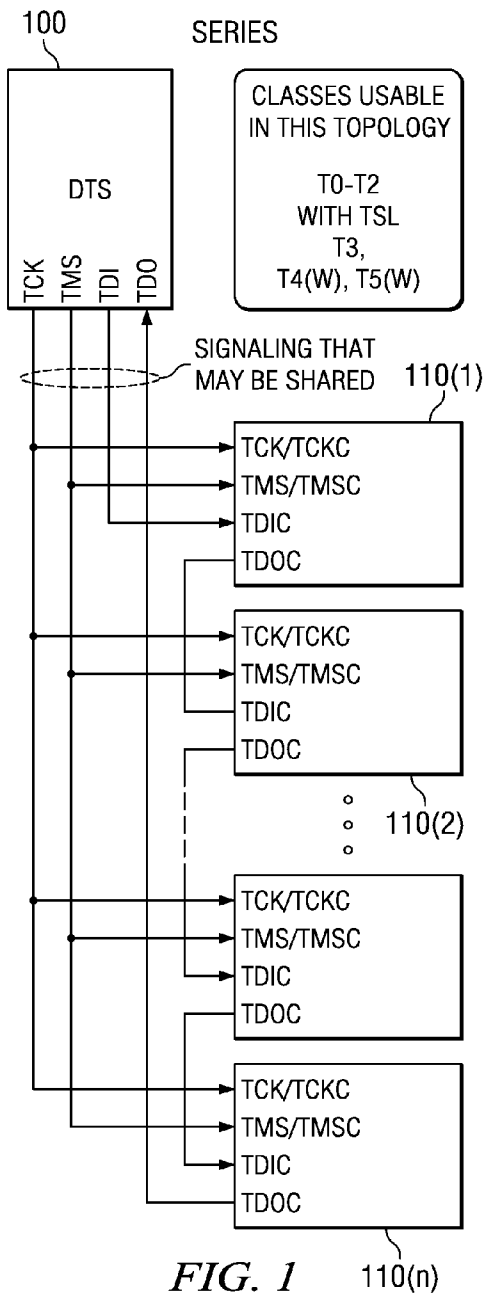 100
SERIES
DTS
TCK
TMS
TDI
TDO
CLASSES USABLE
IN THIS TOPOLOGY
T0-T2
WITH TSL
T3,
T4(W), T5(W)
SIGNALING THAT
MAY BE SHARED
110(1)
TCK/TCKC
TMS/TMSC
TDIC
TDOC
TCK/TCKC
TMS/TMSC
TDIC
TDOC
110(2)
TCK/TCKC
TMS/TMSC
TDIC
TDOC
TCK/TCKC
TMS/TMSC
TDIC
TDOC
FIG. 1
110(n)